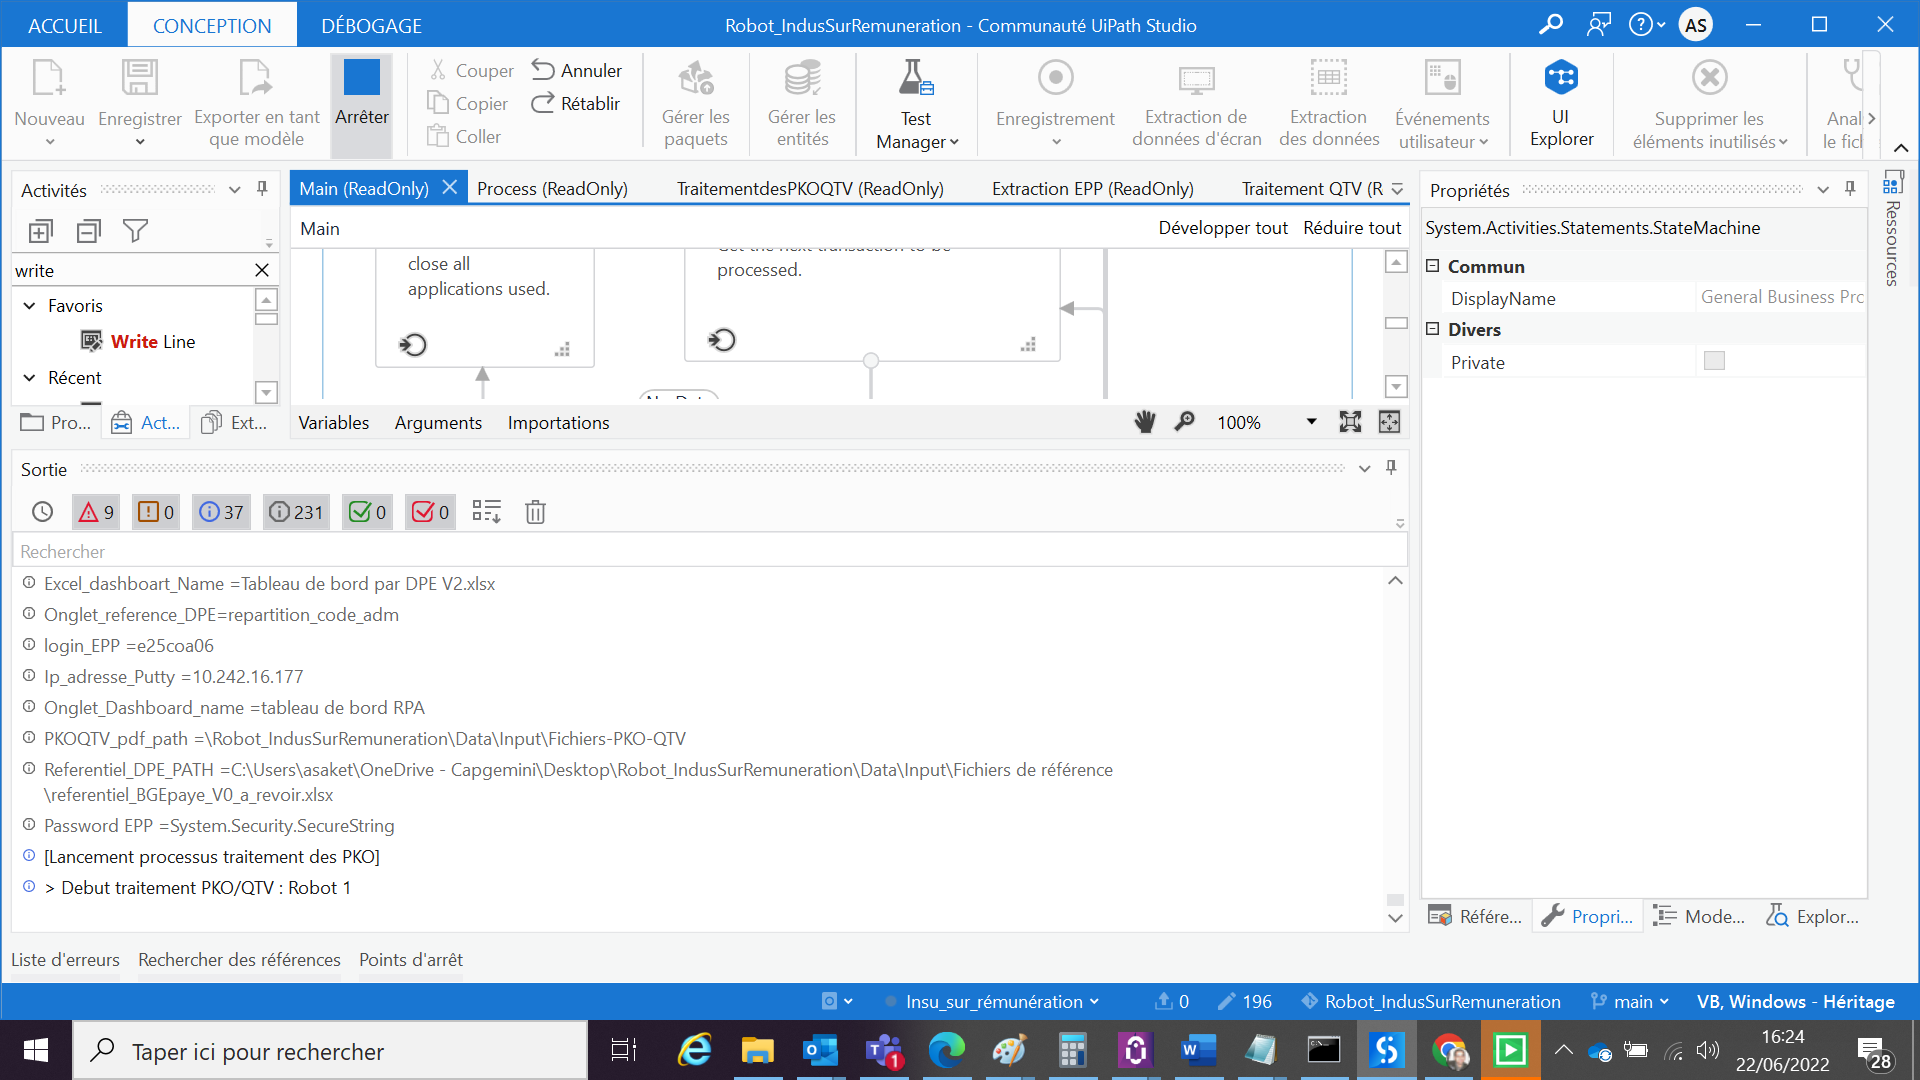 ACCUEIL CONCEPTION DÉBOGAGE Robot_IndusSurRemuneration - Communauté UiPath Studio AS
Nouveau Enregistrer Exporter en tant que modèle Arrêter
Couper Annuler
Copier Rétablir
Coller
Gérer les paquets
Gérer les entités
Test Manager
Enregistrement
Extraction de données d'écran
Extraction des données
Événements utilisateur
UI Explorer
Supprimer les éléments inutilisés
Anal
le fich
Activités
write
Favoris
Write Line
Récent
Pro... Act... Ext...
Main (ReadOnly) Process (ReadOnly) TraitementdesPKOQTV (ReadOnly) Extraction EPP (ReadOnly) Traitement QTV (R
Main Développer tout Réduire tout
close all
applications used.
Get the next transaction to be
processed.
No Data
Variables Arguments Importations 100%
Propriétés
System.Activities.Statements.StateMachine
Commun
DisplayName General Business Prc
Divers
Private
Ressources
Référe... Propri... Mode... Explor...
Sortie
9 0 37 231 0 0
Rechercher
Excel_dashboart_Name =Tableau de bord par DPE V2.xlsx
Onglet_reference_DPE=repartition_code_adm
login_EPP =e25coa06
Ip_adresse_Putty =10.242.16.177
Onglet_Dashboard_name =tableau de bord RPA
PKOQTV_pdf_path =\Robot_IndusSurRemuneration\Data\Input\Fichiers-PKO-QTV
Referentiel_DPE_PATH =C:\Users\asaket\OneDrive - Capgemini\Desktop\Robot_IndusSurRemuneration\Data\Input\Fichiers de référence
\referentiel_BGEpaye_V0_a_revoir.xlsx
Password EPP =System.Security.SecureString
[Lancement processus traitement des PKO]
> Debut traitement PKO/QTV : Robot 1
Liste d'erreurs Rechercher des références Points d'arrêt
Insu_sur_rémunération 0 196 Robot_IndusSurRemuneration main VB, Windows - Héritage
Taper ici pour rechercher
1
16:24
22/06/2022
28